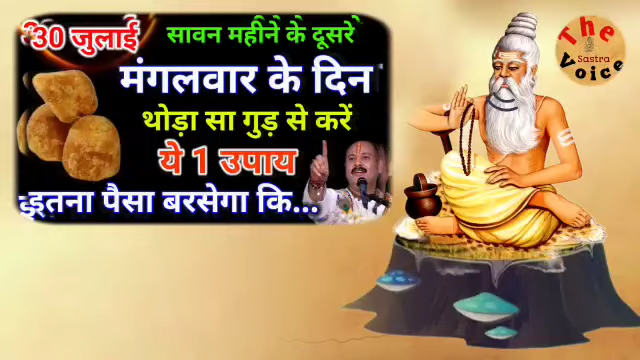 30 जुलाई
सावन महीने के दूसरे
मंगलवार के दिन
थोड़ा सा गुड़ से करें
ये 1 उपाय
इतना पैसा बरसेगा कि...
The
Sastra
Voice